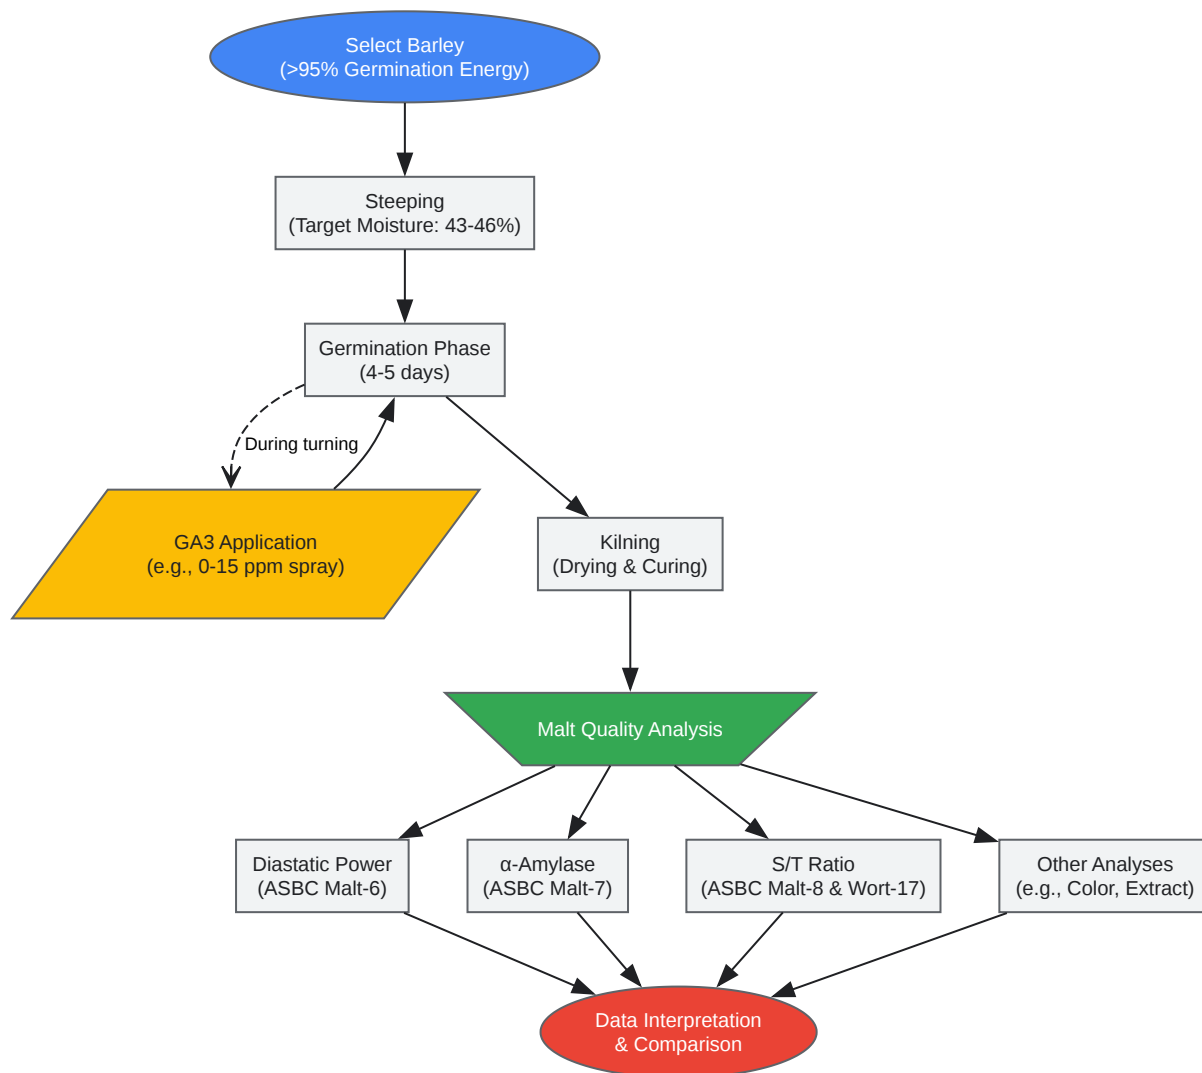 Select Barley
(>95% Germination Energy)
Steeping
(Target Moisture: 43-46%)
Germination Phase
(4-5 days)
During turning
GA3 Application
(e.g., 0-15 ppm spray)
Kilning
(Drying & Curing)
Malt Quality Analysis
Diastatic Power
(ASBC Malt-6)
α-Amylase
(ASBC Malt-7)
S/T Ratio
(ASBC Malt-8 & Wort-17)
Other Analyses
(e.g., Color, Extract)
Data Interpretation
& Comparison